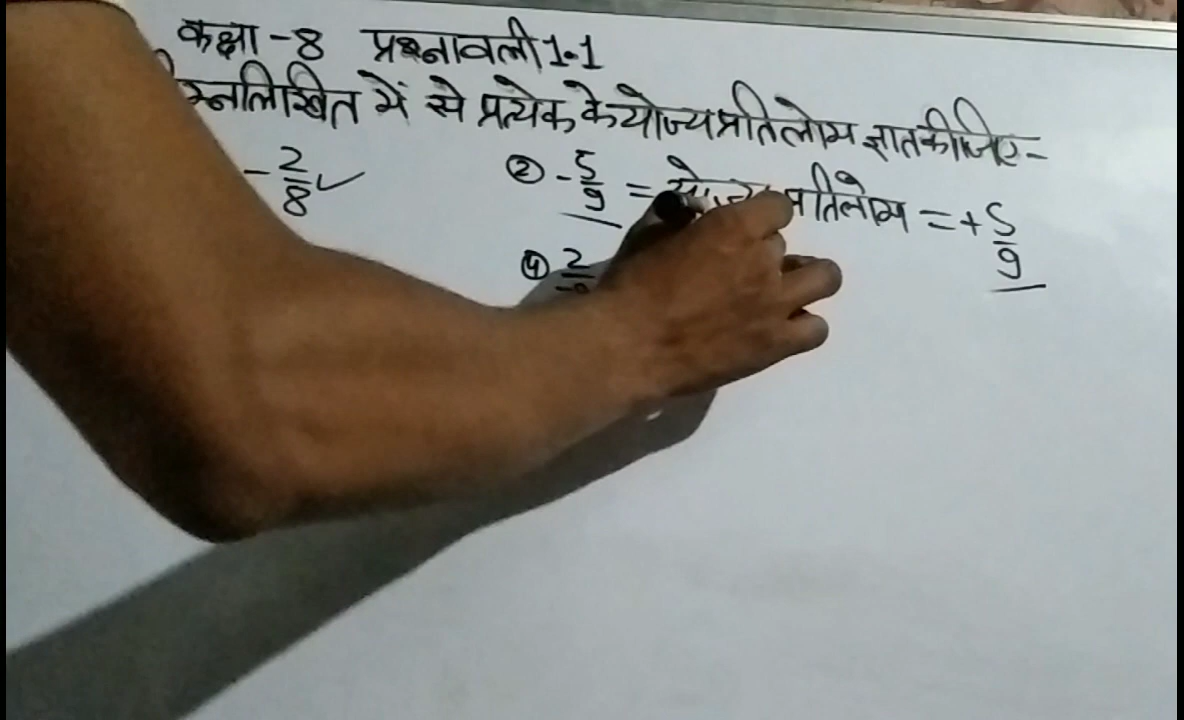 कक्षा -8 प्रश्नावली 1.1
निम्नलिखित में से प्रत्येक के योज्य प्रतिलोम ज्ञात कीजिए-
-2/8 ✓ ② -5/9 = योज्य प्रतिलोम = +5/9
④ 2/-9